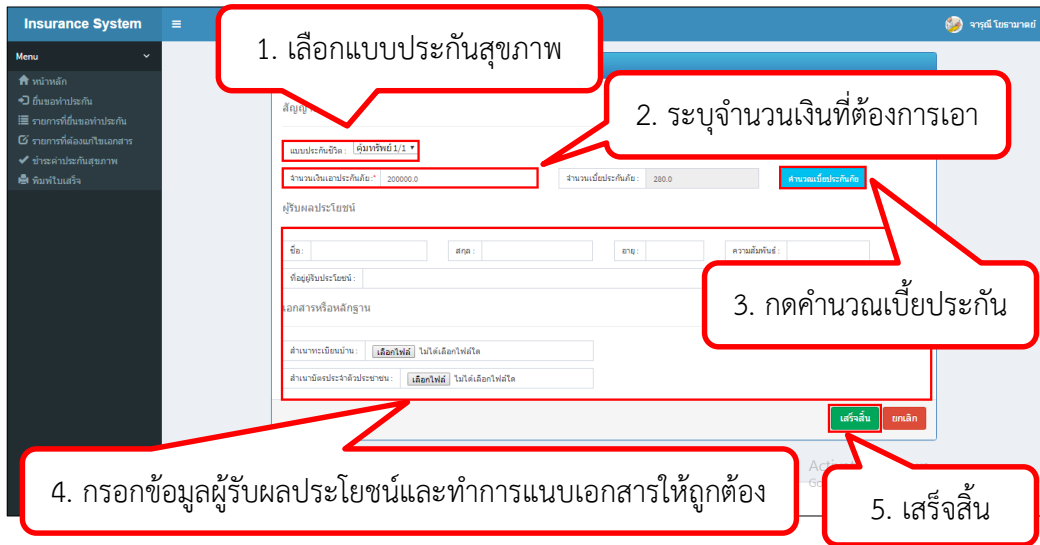 Insurance System
จารุณี โยธามาตย์
Menu
หน้าหลัก
ยื่นขอทำประกัน
รายการที่ยื่นขอทำประกัน
รายการที่ต้องแก้ไขเอกสาร
ชำระค่าประกันสุขภาพ
พิมพ์ใบเสร็จ
1. เลือกแบบประกันสุขภาพ
2. ระบุจำนวนเงินที่ต้องการเอา
แบบประกันชีวิต : คุ่มทรัพย์ 1/1
จำนวนเงินเอาประกันภัย :* 200000.0 จำนวนเบี้ยประกันภัย : 280.0 คำนวณเบี้ยประกันภัย
ผู้รับผลประโยชน์
ชื่อ : สกุล : อายุ : ความสัมพันธ์ :
ที่อยู่ผู้รับประโยชน์ :
3. กดคำนวณเบี้ยประกัน
เอกสารหรือหลักฐาน
สำเนาทะเบียนบ้าน : เลือกไฟล์ ไม่ได้เลือกไฟล์ใด
สำเนาบัตรประจำตัวประชาชน : เลือกไฟล์ ไม่ได้เลือกไฟล์ใด
เสร็จสิ้น ยกเลิก
4. กรอกข้อมูลผู้รับผลประโยชน์และทำการแนบเอกสารให้ถูกต้อง
5. เสร็จสิ้น